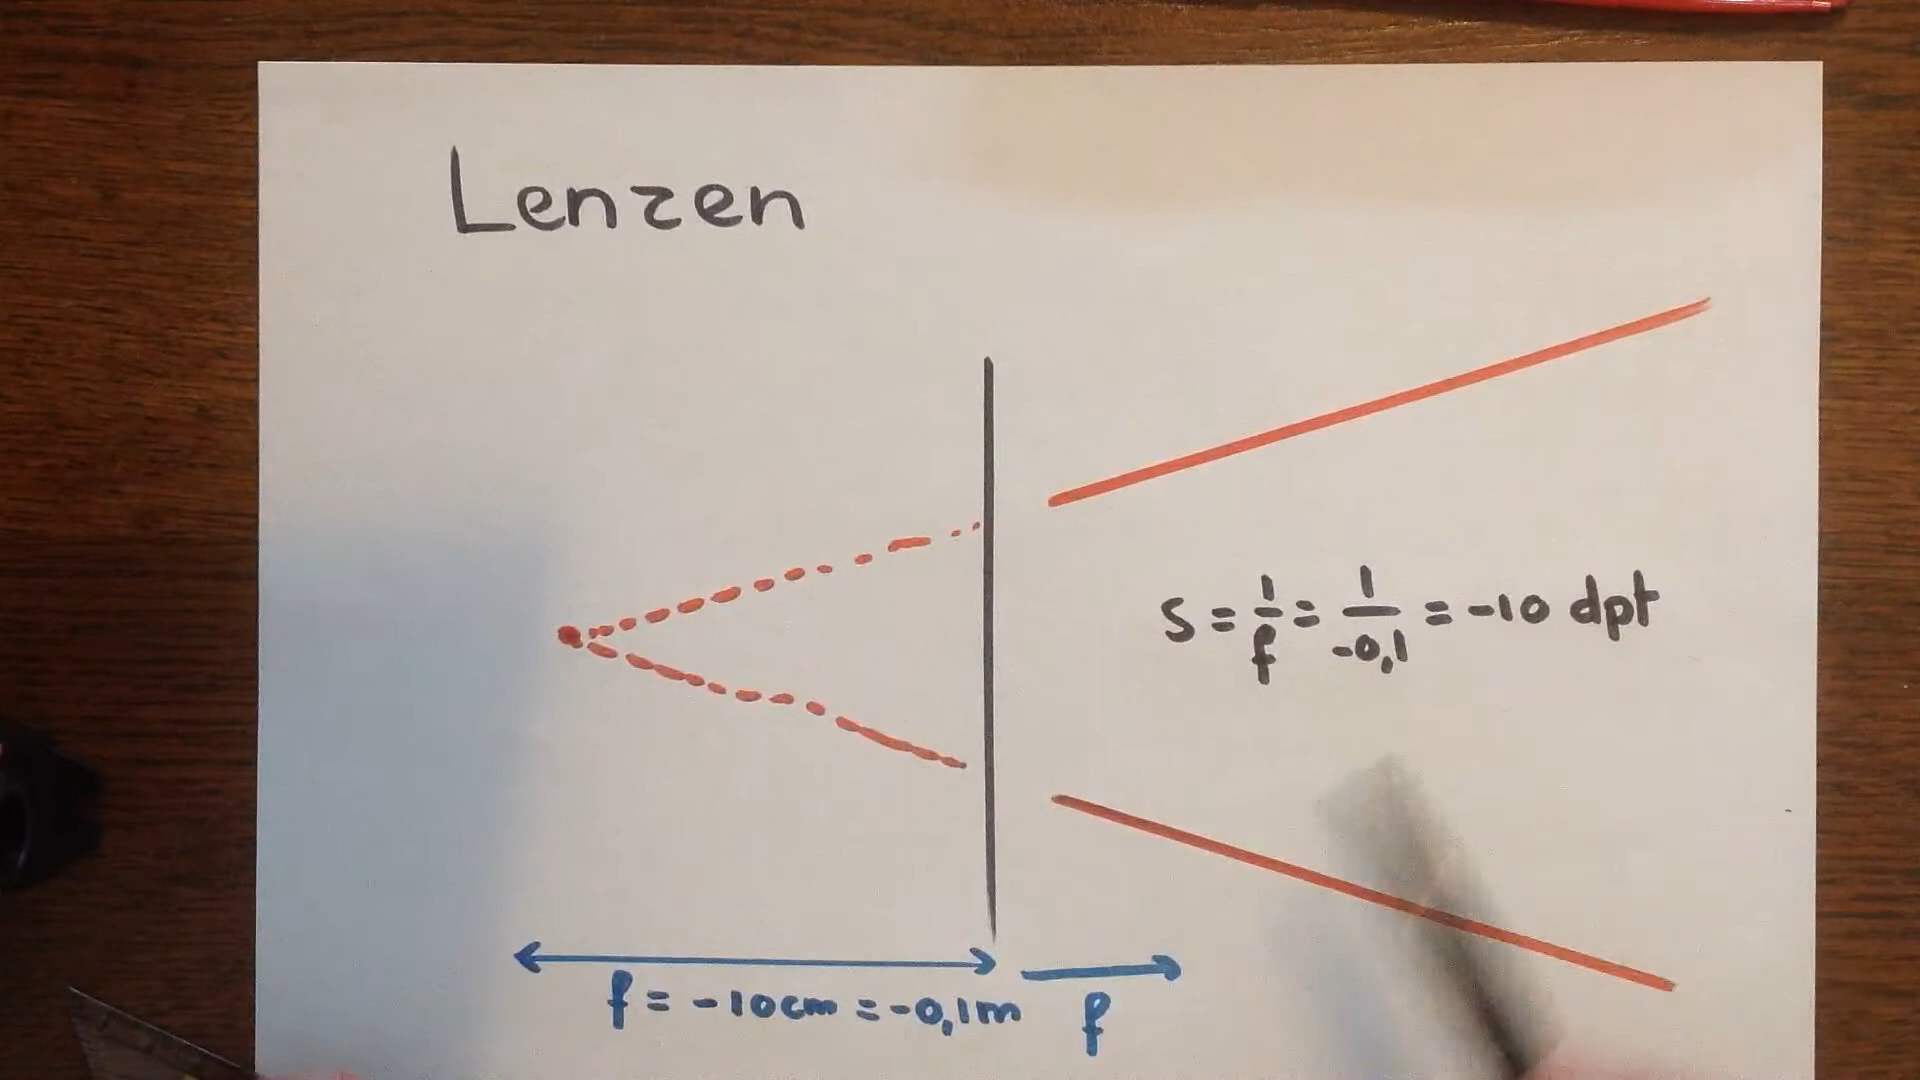 Lenzen
S = 1/f = 1/-0,1 = -10 dpt
f = -10cm = -0,1m
f